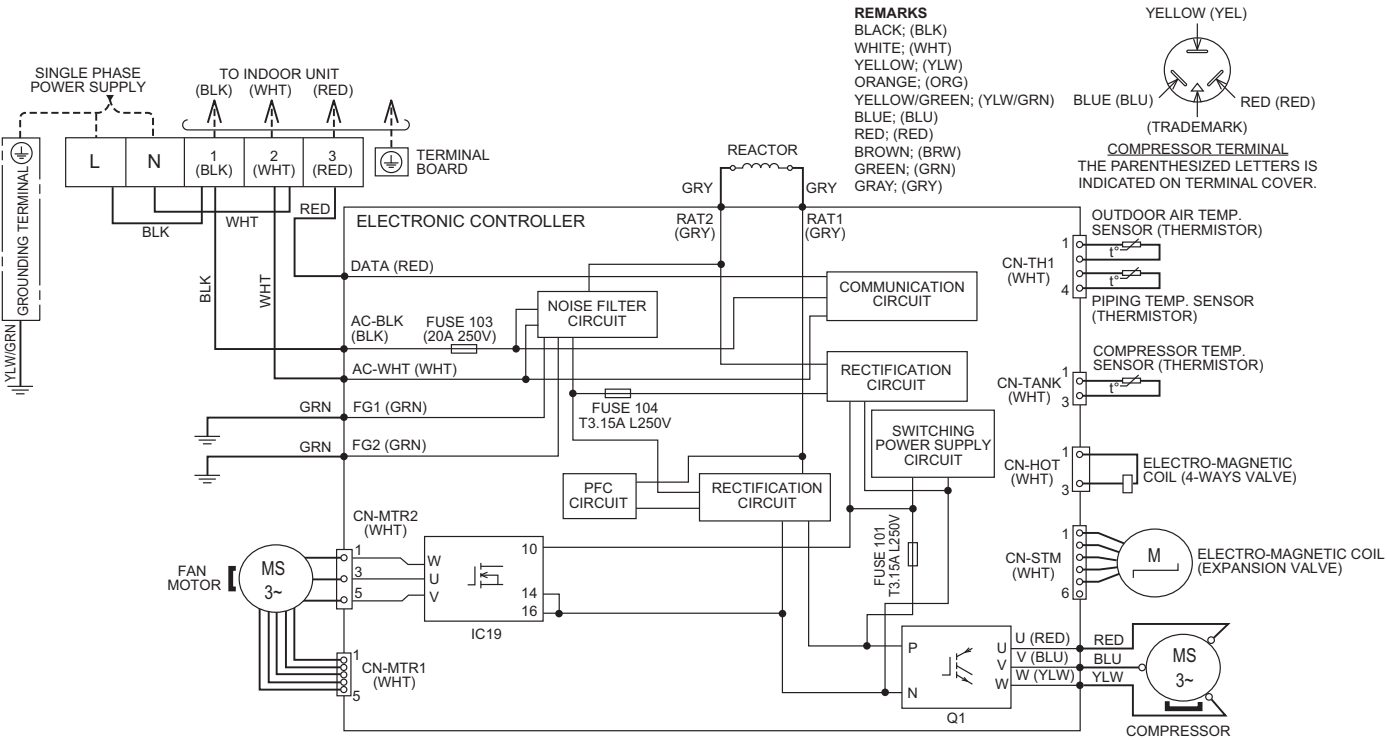 REMARKS
BLACK; (BLK)
WHITE; (WHT)
YELLOW; (YLW)
ORANGE; (ORG)
YELLOW/GREEN; (YLW/GRN)
BLUE; (BLU)
RED; (RED)
BROWN; (BRW)
GREEN; (GRN)
GRAY; (GRY)
YELLOW (YEL)
BLUE (BLU)
RED (RED)
(TRADEMARK)
COMPRESSOR TERMINAL
THE PARENTHESIZED LETTERS IS
INDICATED ON TERMINAL COVER.
SINGLE PHASE
POWER SUPPLY
TO INDOOR UNIT
(BLK) (WHT) (RED)
GROUNDING TERMINAL
L
N
1
(BLK)
2
(WHT)
3
(RED)
TERMINAL
BOARD
YLW/GRN
BLK
WHT
RED
BLK
WHT
REACTOR
GRY
GRY
ELECTRONIC CONTROLLER
RAT2
(GRY)
RAT1
(GRY)
DATA (RED)
AC-BLK
(BLK)
FUSE 103
(20A 250V)
NOISE FILTER
CIRCUIT
COMMUNICATION
CIRCUIT
AC-WHT (WHT)
RECTIFICATION
CIRCUIT
FUSE 104
T3.15A L250V
GRN
FG1 (GRN)
GRN
FG2 (GRN)
SWITCHING
POWER SUPPLY
CIRCUIT
PFC
CIRCUIT
RECTIFICATION
CIRCUIT
FUSE 101
T3.15A L250V
CN-MTR2
(WHT)
1
3
5
FAN
MOTOR
MS
3~
W
U
V
10
14
16
IC19
CN-MTR1
(WHT)
1
5
P
N
U
V
W
Q1
U (RED)
V (BLU)
W (YLW)
RED
BLU
YLW
MS
3~
COMPRESSOR
OUTDOOR AIR TEMP.
SENSOR (THERMISTOR)
CN-TH1
(WHT)
1
4
t°
t°
PIPING TEMP. SENSOR
(THERMISTOR)
COMPRESSOR TEMP.
SENSOR (THERMISTOR)
CN-TANK
(WHT)
1
3
t°
CN-HOT
(WHT)
1
3
ELECTRO-MAGNETIC
COIL (4-WAYS VALVE)
CN-STM
(WHT)
1
6
M
ELECTRO-MAGNETIC COIL
(EXPANSION VALVE)